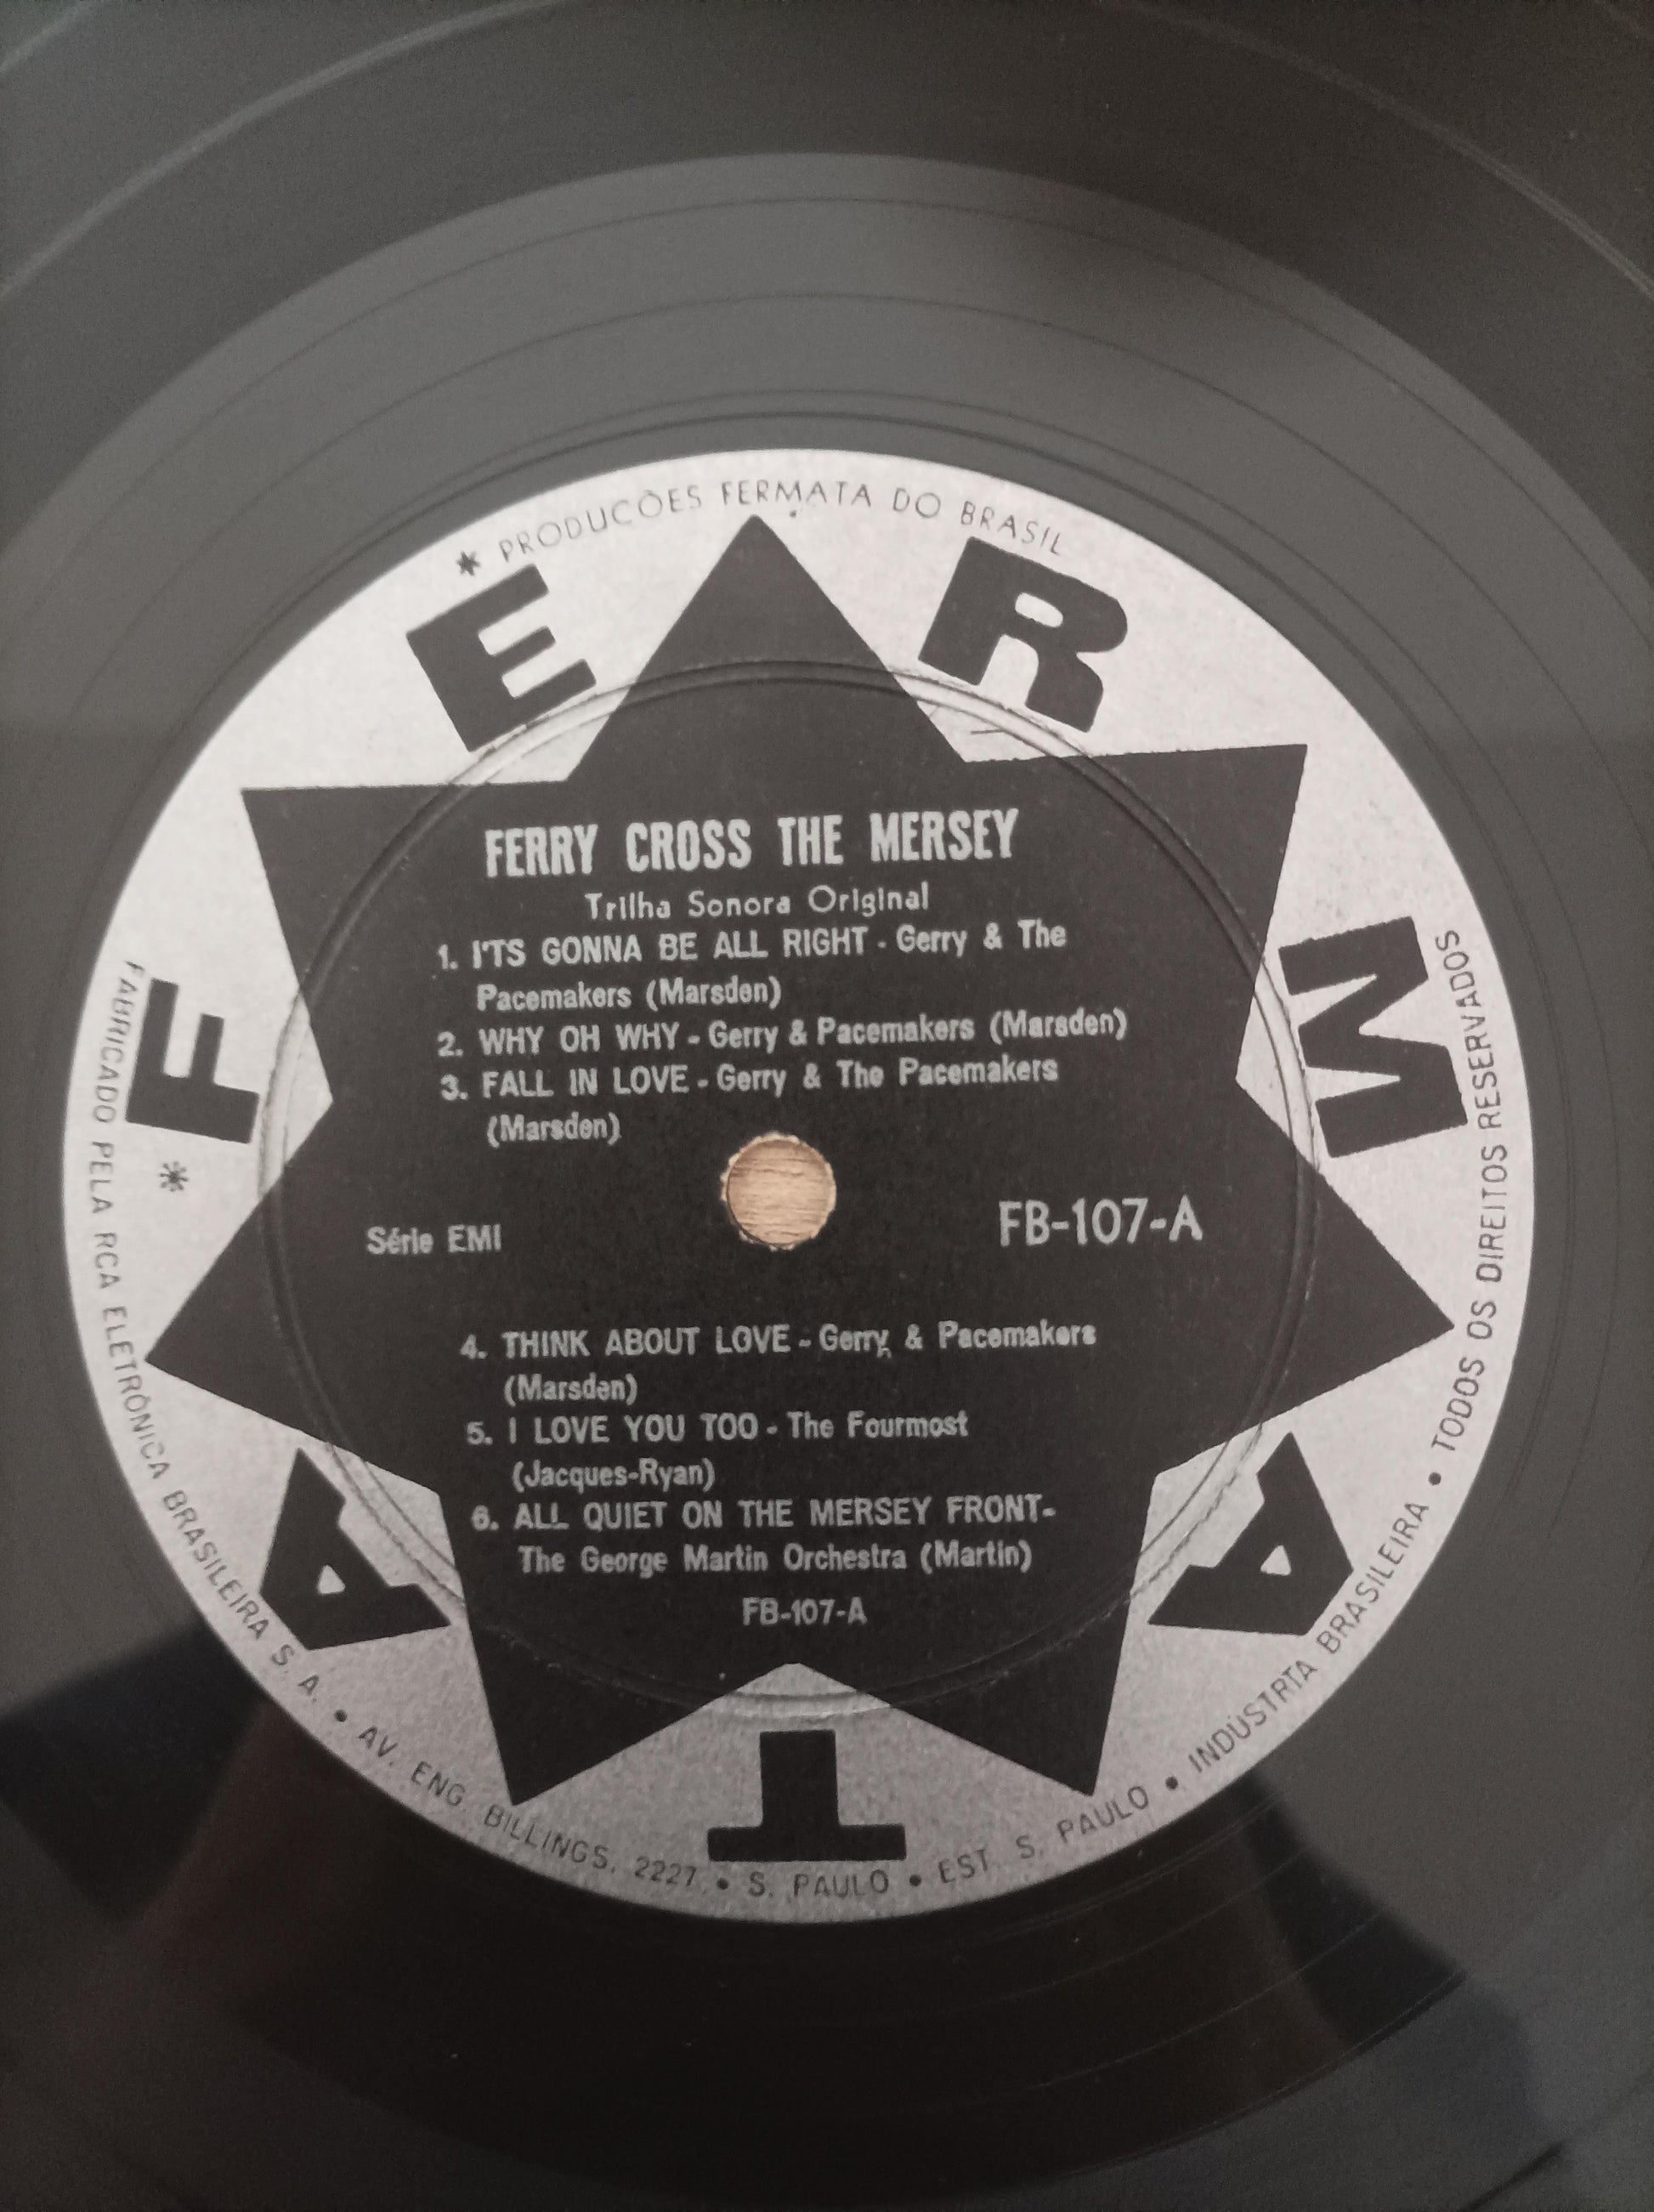 * PRODUCÕES FERMATA DO BRASIL
FERMATA
FERRY CROSS THE MERSEY
Trilha Sonora Original
1. I'TS GONNA BE ALL RIGHT - Gerry & The
Pacemakers (Marsden)
2. WHY OH WHY - Gerry & Pacemakers (Marsden)
3. FALL IN LOVE - Gerry & The Pacemakers
(Marsden)
Série EMI
FB-107-A
4. THINK ABOUT LOVE - Gerry & Pacemakers
(Marsden)
5. I LOVE YOU TOO - The Fourmost
(Jacques-Ryan)
6. ALL QUIET ON THE MERSEY FRONT-
The George Martin Orchestra (Martin)
FB-107-A
* FABRICADO PELA RCA ELETRÔNICA BRASILEIRA S. A. • AV. ENG. BILLINGS, 2227 • S. PAULO • EST. S. PAULO • INDÚSTRIA BRASILEIRA • TODOS OS DIREITOS RESERVADOS